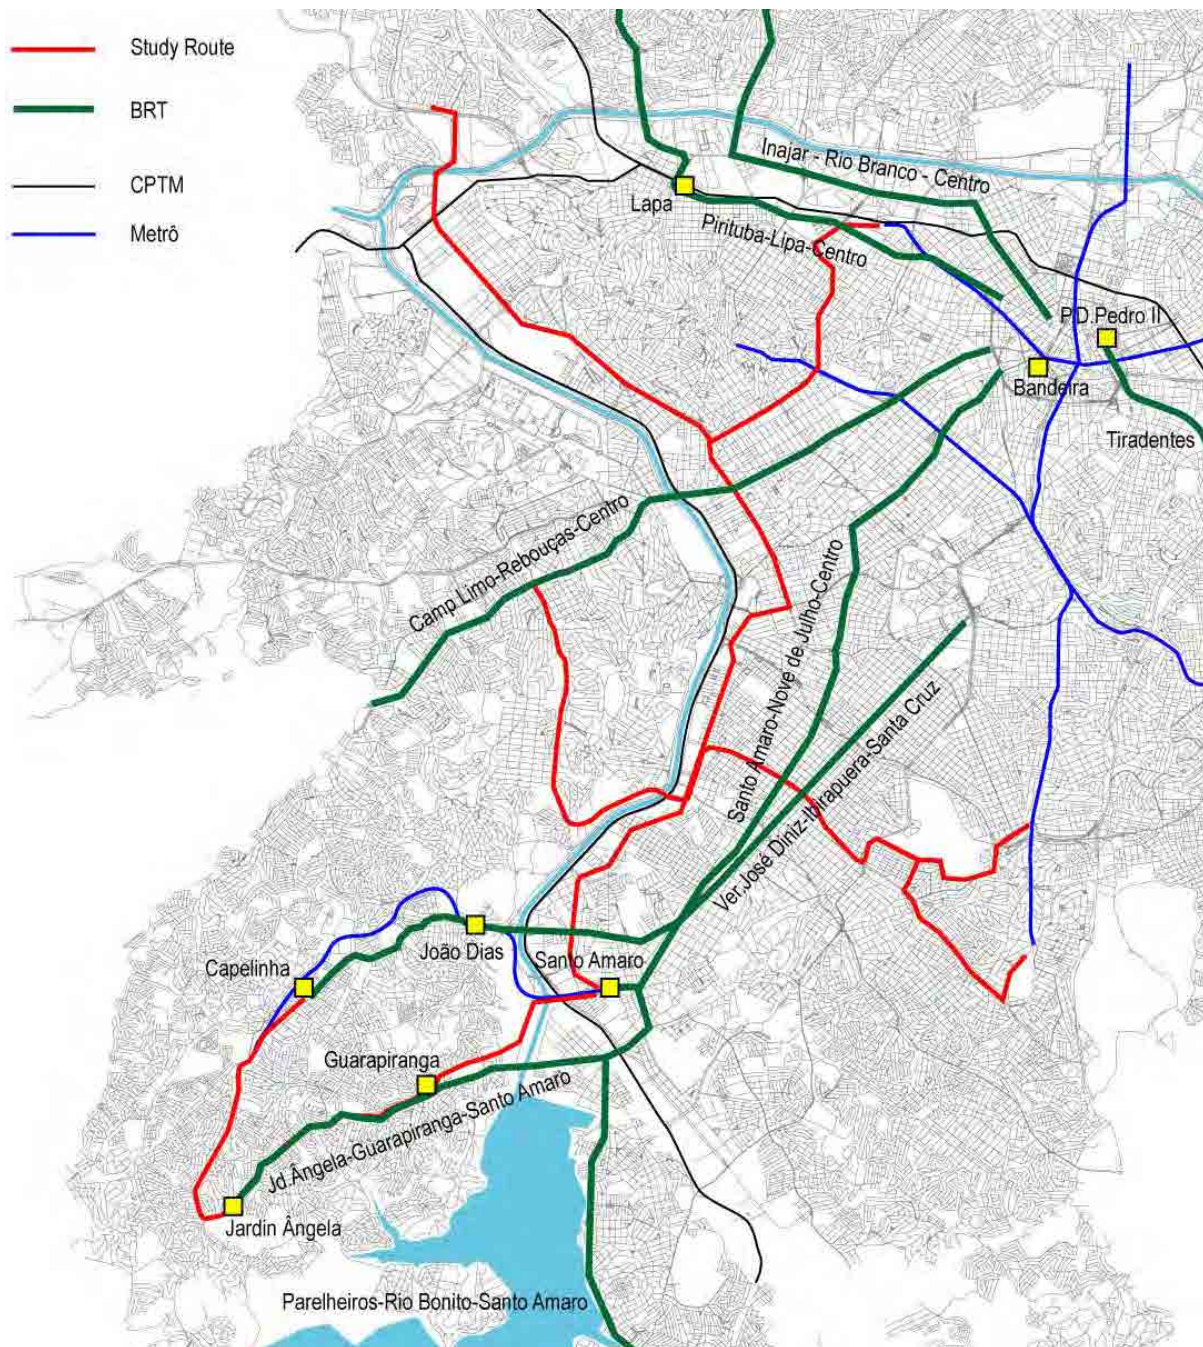 Study Route
BRT
CPTM
Metrô
Inajar - Rio Branco - Centro
Lapa
Pirituba-Lipa-Centro
P.D.Pedro II
Bandeira
Tiradentes
Camp.Limo-Rebouças-Centro
Santo Amaro-Nove de Julho-Centro
Ver.José Diniz-Ibirapuera-Santa Cruz
João Dias
Santo Amaro
Capelinha
Guarapiranga
Jd.Ângela-Guarapiranga-Santo Amaro
Jardin Ângela
Parelheiros-Rio Bonito-Santo Amaro